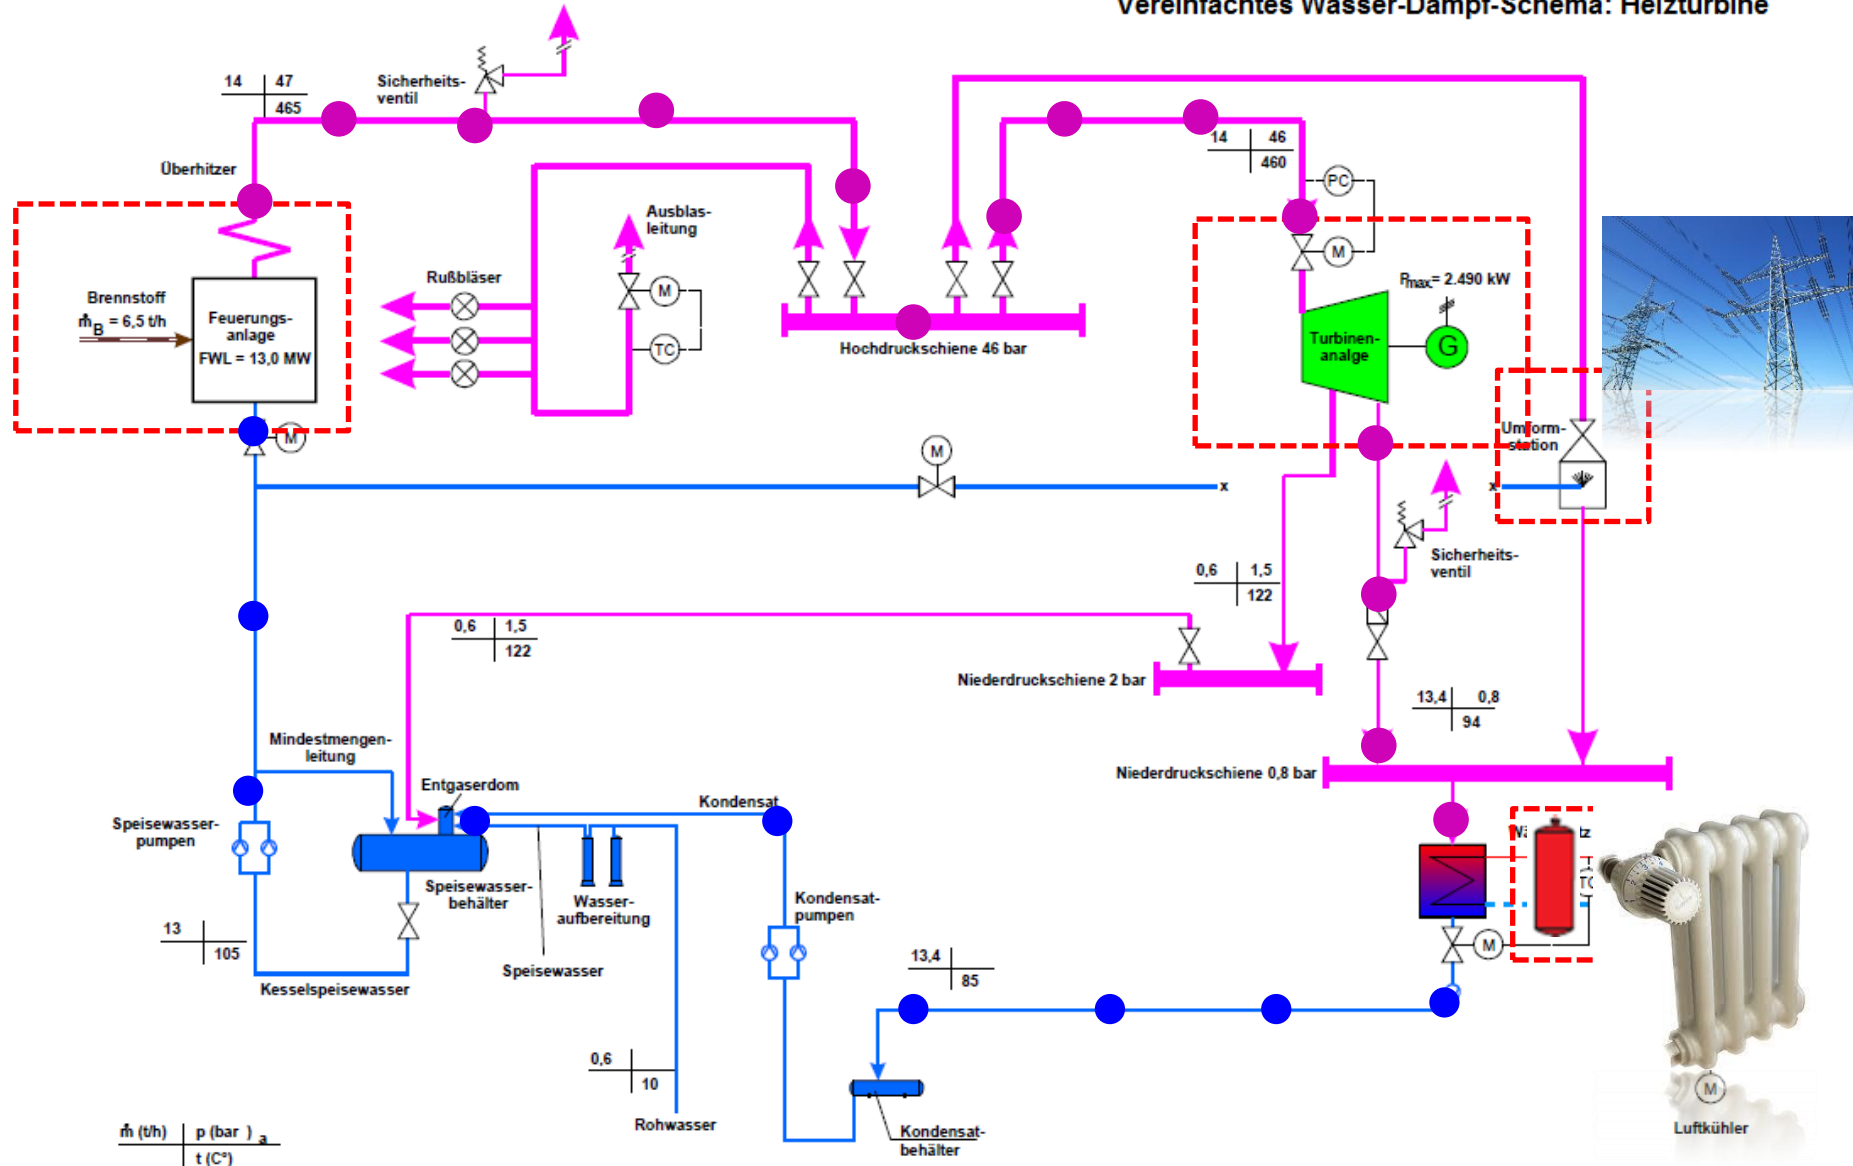 Vereinfachtes Wasser-Dampf-Schema: Heizturbine
14 47
465
Sicherheits-
ventil
Überhitzer
14 46
460
PC
M
Ausblas-
leitung
Rußbläser
M
TC
Brennstoff
ṁ B = 6,5 t/h
Feuerungs-
anlage
FWL = 13,0 MW
M
Hochdruckschiene 46 bar
Pmax = 2.490 kW
Turbinen-
analge
G
Umform-
station
M
x
x
Sicherheits-
ventil
0,6 1,5
122
0,6 1,5
122
Niederdruckschiene 2 bar
13,4 0,8
94
Niederdruckschiene 0,8 bar
Mindestmengen-
leitung
Entgaserdom
Kondensat
Speisewasser-
pumpen
Speisewasser-
behälter
Wasser-
aufbereitung
Kondensat-
pumpen
TC
M
13
105
Speisewasser
Kesselspeisewasser
13,4
85
0,6
10
Rohwasser
Kondensat-
behälter
M
Luftkühler
ṁ (t/h) p (bar ) a
t (C°)